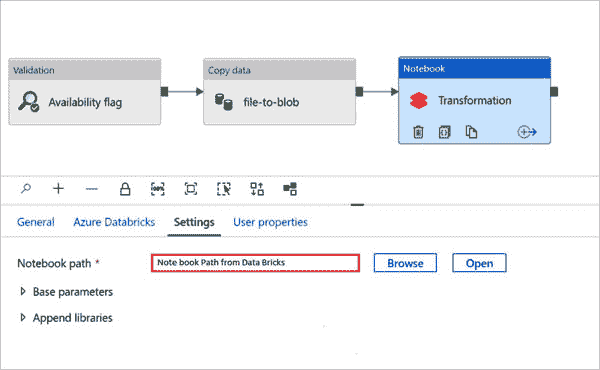 Validation
Availability flag
Copy data
file-to-blob
Notebook
Transformation
100%
General Azure Databricks Settings User properties
Notebook path * Note book Path from Data Bricks Browse Open
Base parameters
Append libraries